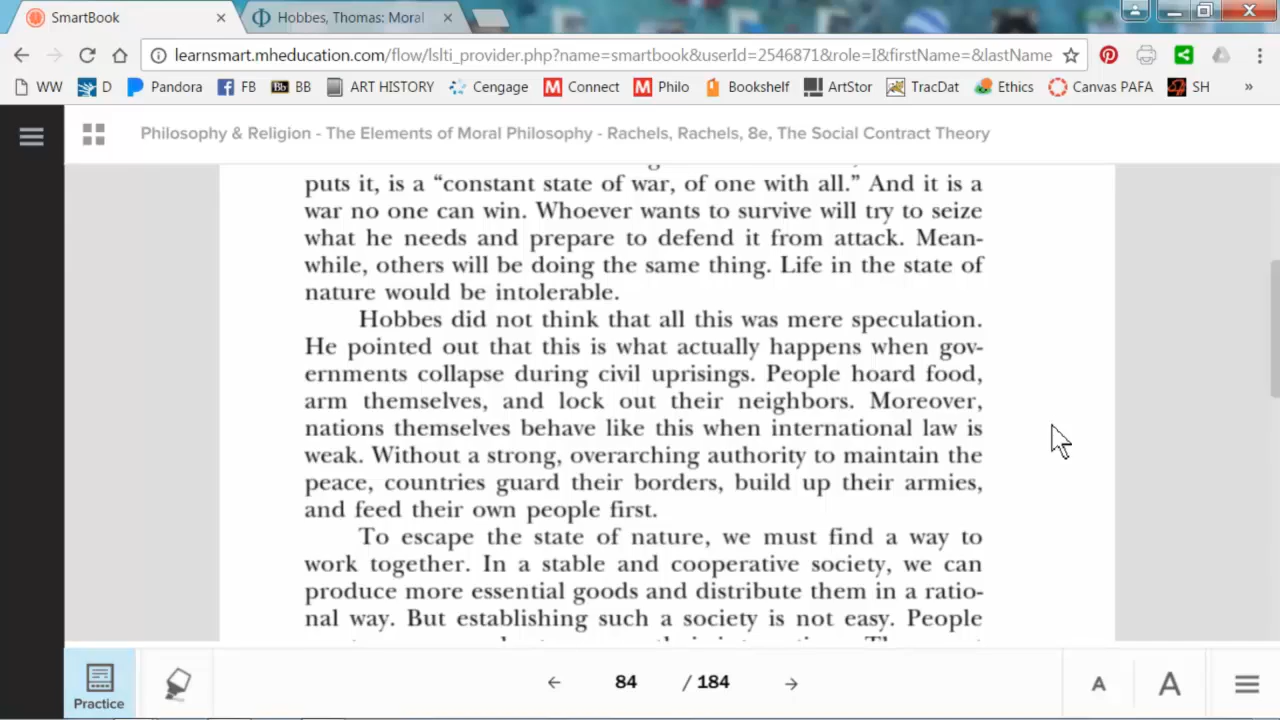 SmartBook
Hobbes, Thomas: Moral
learnsmart.mheducation.com/flow/lslti_provider.php?name=smartbook&userId=2546871&role=I&firstName=&lastName
WW D Pandora FB BB ART HISTORY Cengage Connect Philo Bookshelf ArtStor TracDat Ethics Canvas PAFA SH »
Philosophy & Religion - The Elements of Moral Philosophy - Rachels, Rachels, 8e, The Social Contract Theory
puts it, is a “constant state of war, of one with all.” And it is a
war no one can win. Whoever wants to survive will try to seize
what he needs and prepare to defend it from attack. Mean-
while, others will be doing the same thing. Life in the state of
nature would be intolerable.
Hobbes did not think that all this was mere speculation.
He pointed out that this is what actually happens when gov-
ernments collapse during civil uprisings. People hoard food,
arm themselves, and lock out their neighbors. Moreover,
nations themselves behave like this when international law is
weak. Without a strong, overarching authority to maintain the
peace, countries guard their borders, build up their armies,
and feed their own people first.
To escape the state of nature, we must find a way to
work together. In a stable and cooperative society, we can
produce more essential goods and distribute them in a ratio-
nal way. But establishing such a society is not easy. People
Practice
84 / 184
A A